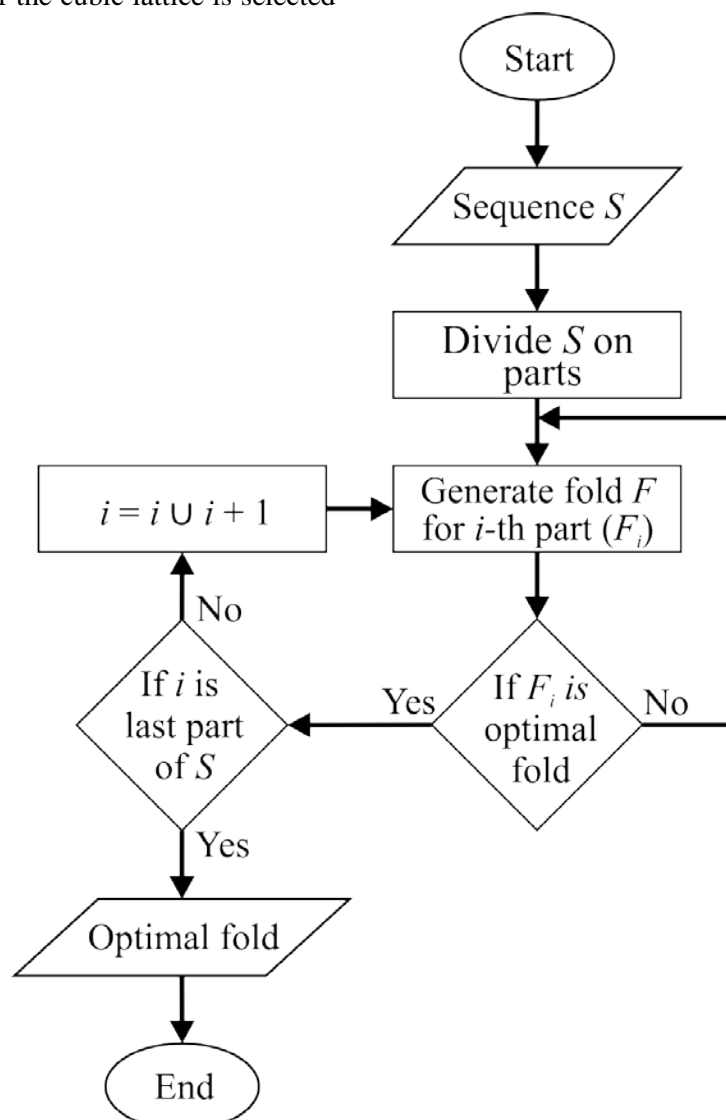 the cubic lattice is selected
Start
Sequence S
Divide S on
parts
Generate fold F
for i-th part (Fi)
i = i ∪ i + 1
No
If i is
last part
of S
Yes
If Fi is
optimal
fold
No
Yes
Optimal fold
End